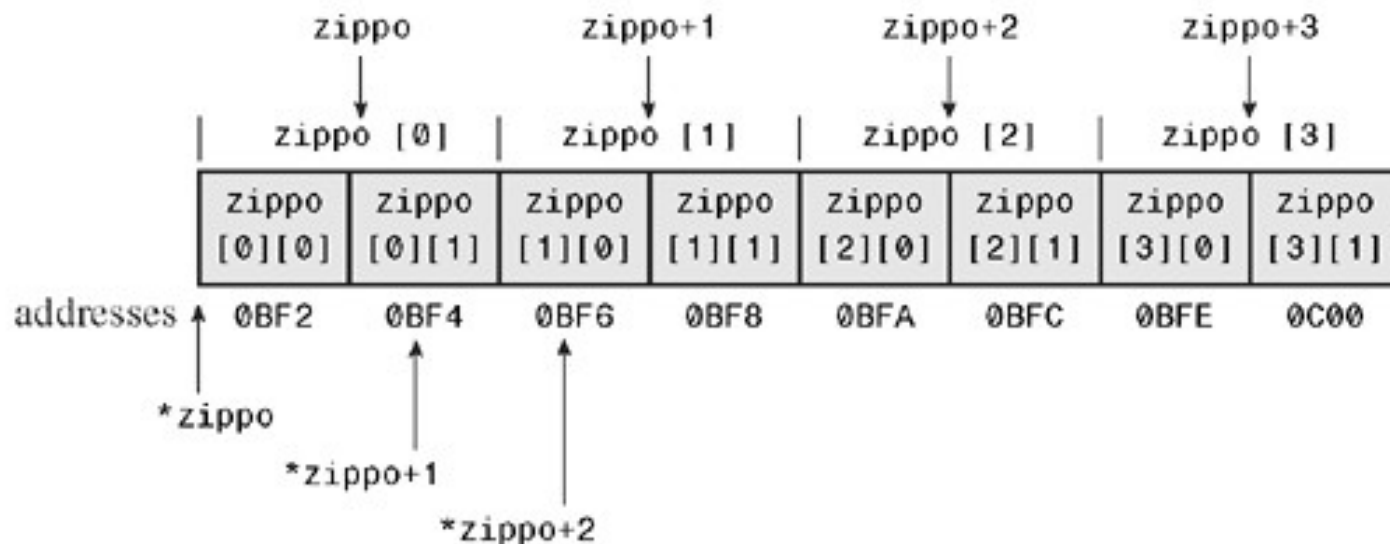 zippo zippo+1 zippo+2 zippo+3
zippo [0] zippo [1] zippo [2] zippo [3]
zippo zippo zippo zippo zippo zippo zippo zippo
[0][0] [0][1] [1][0] [1][1] [2][0] [2][1] [3][0] [3][1]
addresses 0BF2 0BF4 0BF6 0BF8 0BFA 0BFC 0BFE 0C00
*zippo
*zippo+1
*zippo+2